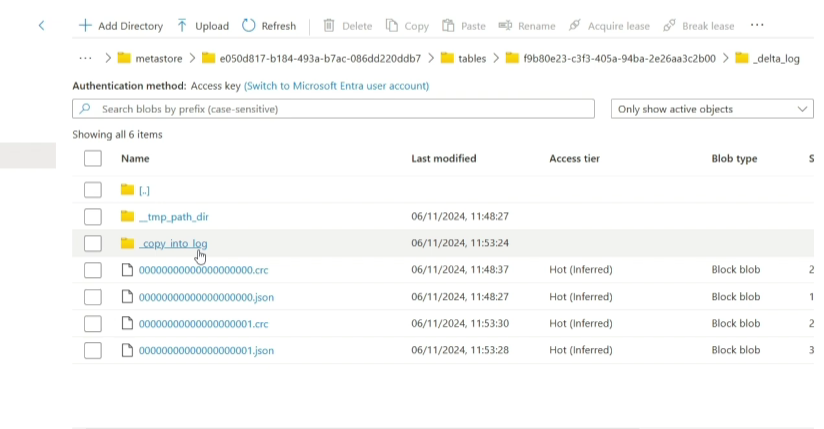 Add Directory Upload Refresh Delete Copy Paste Rename Acquire lease Break lease ···
··· > metastore > e050d817-b184-493a-b7ac-086dd220ddb7 > tables > f9b80e23-c3f3-405a-94ba-2e26aa3c2b00 > _delta_log
Authentication method: Access key (Switch to Microsoft Entra user account)
Search blobs by prefix (case-sensitive) Only show active objects
Showing all 6 items
Name Last modified Access tier Blob type S
[..]
__tmp_path_dir 06/11/2024, 11:48:27
_copy_into_log 06/11/2024, 11:53:24
00000000000000000000.crc 06/11/2024, 11:48:37 Hot (Inferred) Block blob 2
00000000000000000000.json 06/11/2024, 11:48:27 Hot (Inferred) Block blob 1
00000000000000000001.crc 06/11/2024, 11:53:30 Hot (Inferred) Block blob 2
00000000000000000001.json 06/11/2024, 11:53:28 Hot (Inferred) Block blob 3